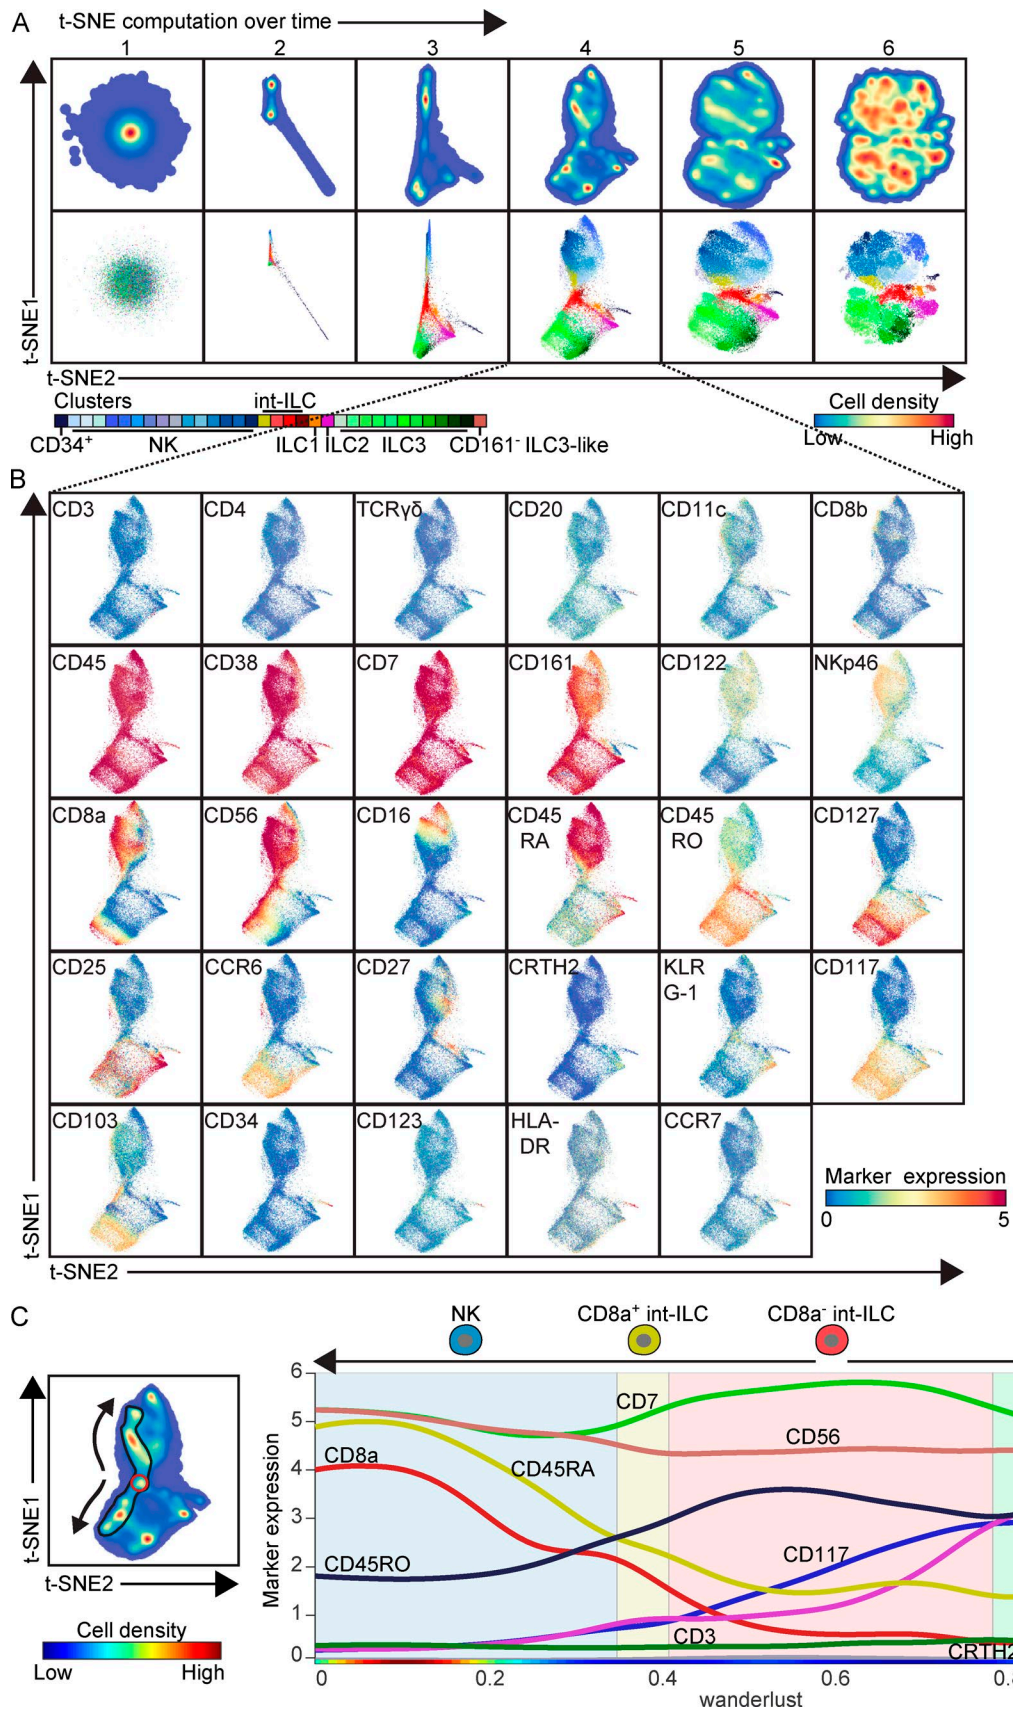 A
t-SNE computation over time
1 2 3 4 5 6
t-SNE1
t-SNE2
Clusters
int-ILC
CD34+ NK ILC1 ILC2 ILC3 CD161- ILC3-like
Cell density
Low High
B
CD3 CD4 TCRγδ CD20 CD11c CD8b
CD45 CD38 CD7 CD161 CD122 NKp46
CD8a CD56 CD16 CD45 RA CD45 RO CD127
CD25 CCR6 CD27 CRTH2 KLR G-1 CD117
CD103 CD34 CD123 HLA- DR CCR7
Marker expression
0 5
t-SNE1
t-SNE2
C
NK CD8a+ int-ILC CD8a- int-ILC
t-SNE1
t-SNE2
Cell density
Low High
Marker expression
6
5
4
3
2
1
0
CD7
CD56
CD8a
CD45RA
CD45RO
CD117
CD3
CRTH2
0 0.2 0.4 0.6 0.8
wanderlust